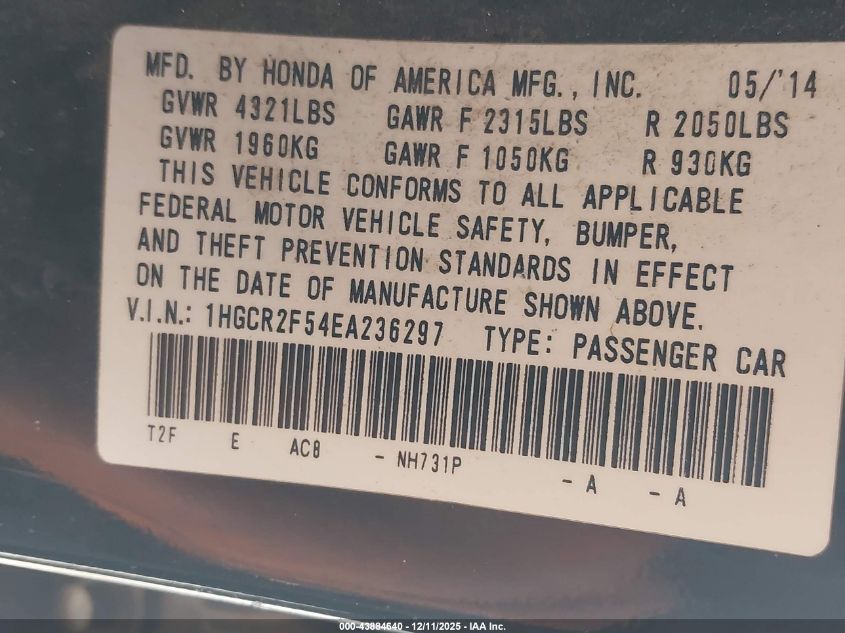 MFD. BY HONDA OF AMERICA MFG., INC. 05/'14
GVWR 4321LBS GAWR F 2315LBS R 2050LBS
GVWR 1960KG GAWR F 1050KG R 930KG
THIS VEHICLE CONFORMS TO ALL APPLICABLE
FEDERAL MOTOR VEHICLE SAFETY, BUMPER,
AND THEFT PREVENTION STANDARDS IN EFFECT
ON THE DATE OF MANUFACTURE SHOWN ABOVE.
V.I.N.: 1HGCR2F54EA236297 TYPE: PASSENGER CAR
T2F E AC8 - NH731P - A - A
000-43884640 - 12/11/2025 - IAA Inc.